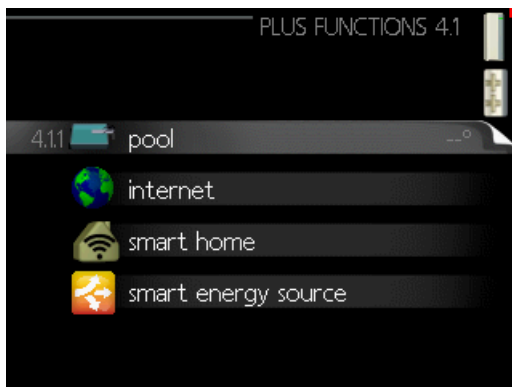 PLUS FUNCTIONS 4.1
4.1.1 pool --°
internet
smart home
smart energy source